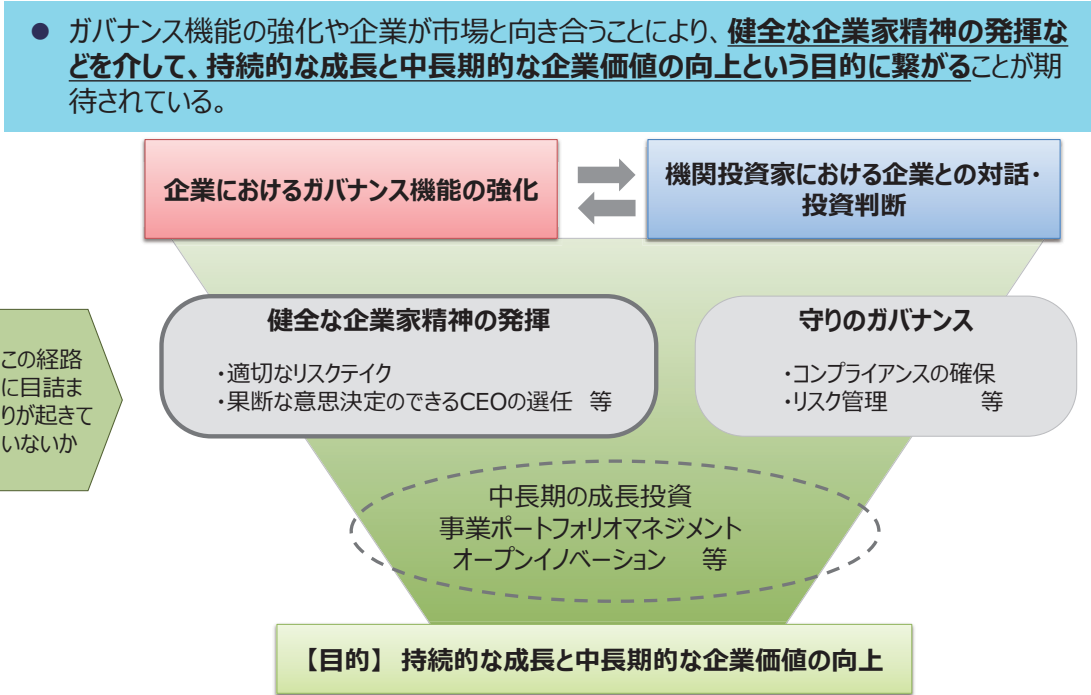 ● ガバナンス機能の強化や企業が市場と向き合うことにより、健全な企業家精神の発揮な
どを介して、持続的な成長と中長期的な企業価値の向上という目的に繋がることが期
待されている。
企業におけるガバナンス機能の強化
機関投資家における企業との対話・
投資判断
健全な企業家精神の発揮
・適切なリスクテイク
・果断な意思決定のできるCEOの選任 等
守りのガバナンス
・コンプライアンスの確保
・リスク管理 等
この経路
に目詰ま
りが起きて
いないか
中長期の成長投資
事業ポートフォリオマネジメント
オープンイノベーション 等
【目的】 持続的な成長と中長期的な企業価値の向上